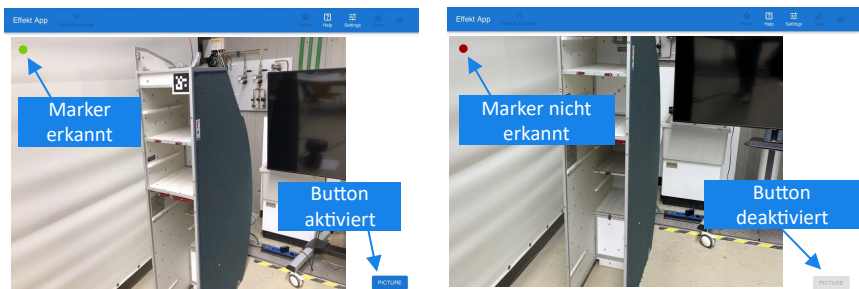 Effekt App
Home
Help
Settings
Marker
erkannt
Button
aktiviert
PICTURE
Effekt App
Home
Help
Settings
Marker nicht
erkannt
Button
deaktiviert
PICTURE